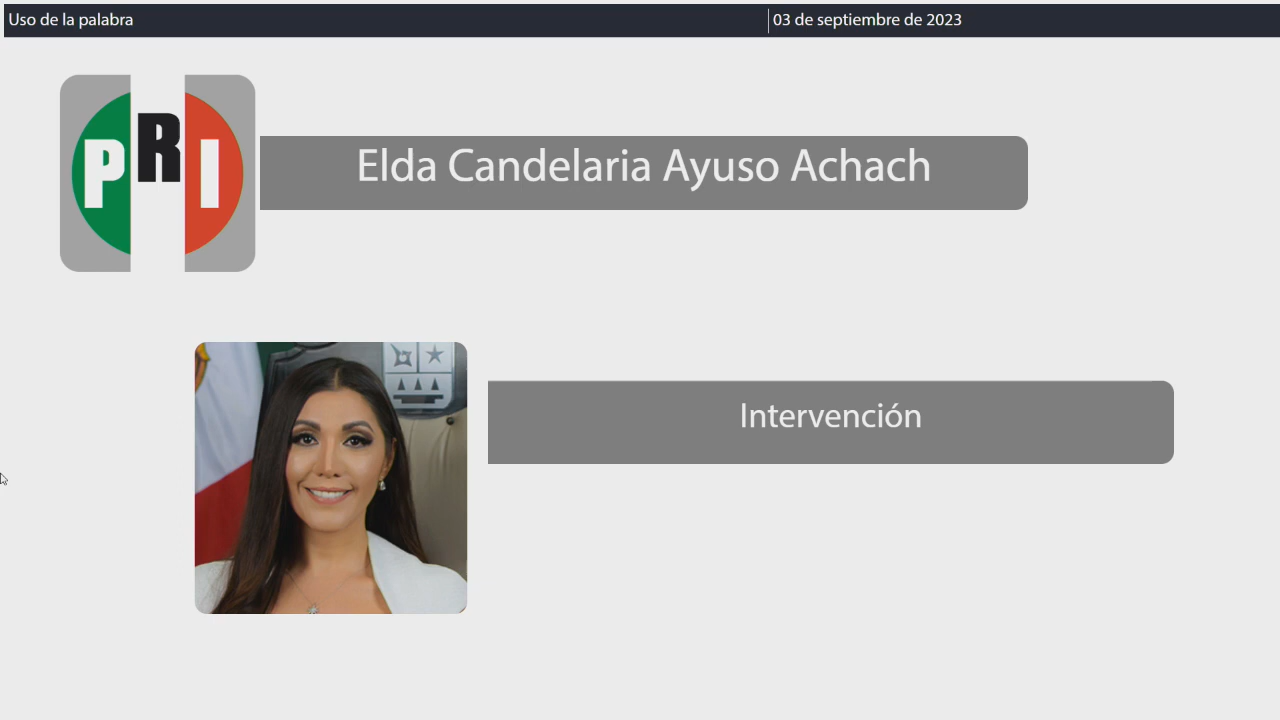 Uso de la palabra
03 de septiembre de 2023
PRI
Elda Candelaria Ayuso Achach
Intervención